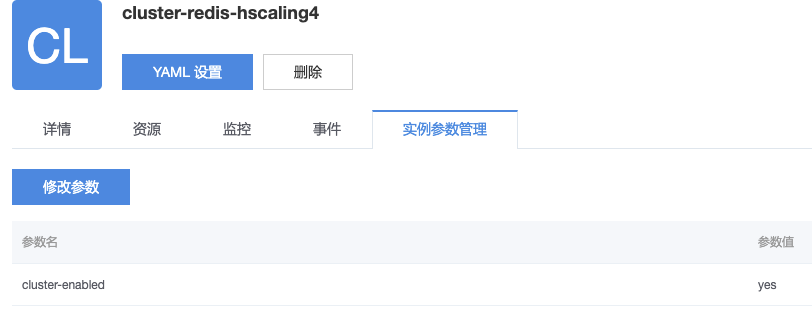 CL
cluster-redis-hscaling4
YAML 设置 删除
详情 资源 监控 事件 实例参数管理
修改参数
参数名 参数值
cluster-enabled yes